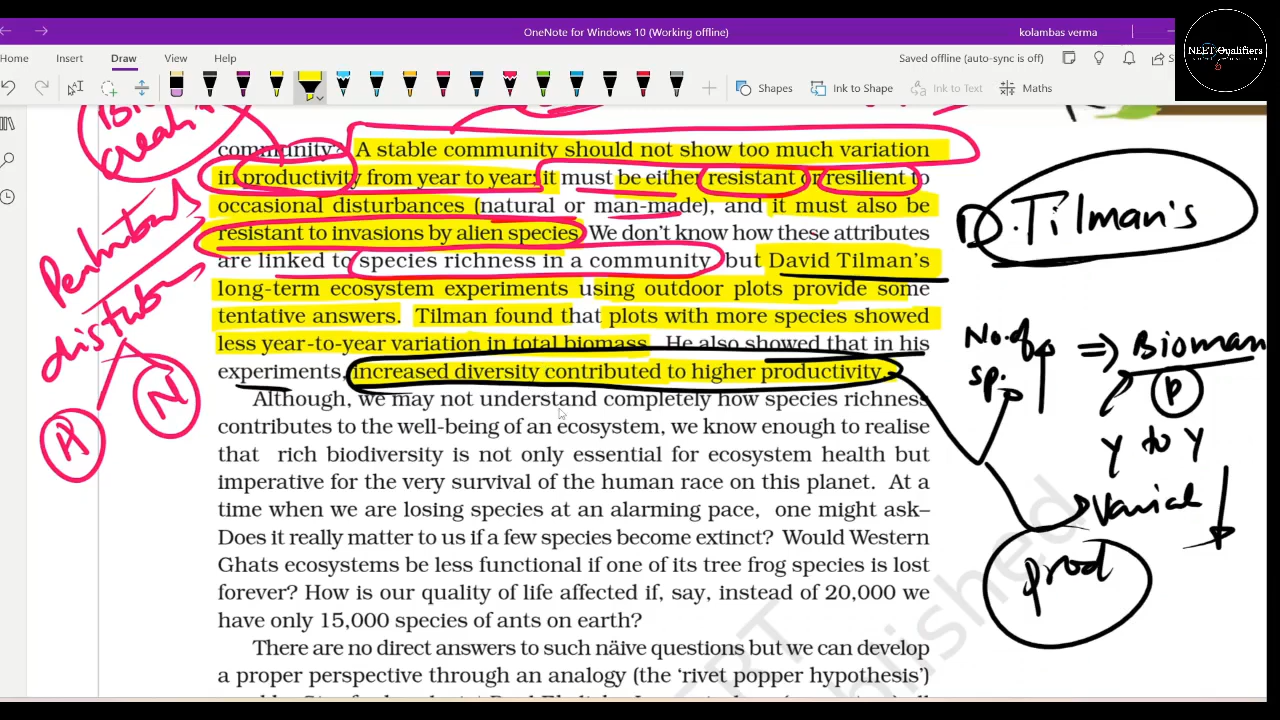 OneNote for Windows 10 (Working offline)
kolambas verma
NEET Qualifiers
Home Insert Draw View Help
Saved offline (auto-sync is off)
Shapes Ink to Shape Ink to Text Maths
community? A stable community should not show too much variation
in productivity from year to year; it must be either resistant or resilient to
occasional disturbances (natural or man-made), and it must also be
resistant to invasions by alien species. We don't know how these attributes
are linked to species richness in a community, but David Tilman's
long-term ecosystem experiments using outdoor plots provide some
tentative answers. Tilman found that plots with more species showed
less year-to-year variation in total biomass. He also showed that in his
experiments, increased diversity contributed to higher productivity.
Although, we may not understand completely how species richness
contributes to the well-being of an ecosystem, we know enough to realise
that rich biodiversity is not only essential for ecosystem health but
imperative for the very survival of the human race on this planet. At a
time when we are losing species at an alarming pace, one might ask–
Does it really matter to us if a few species become extinct? Would Western
Ghats ecosystems be less functional if one of its tree frog species is lost
forever? How is our quality of life affected if, say, instead of 20,000 we
have only 15,000 species of ants on earth?
There are no direct answers to such näive questions but we can develop
a proper perspective through an analogy (the 'rivet popper hypothesis')
D. Tilman's
No. of
sp.
⇒ Biomass
P
Y to Y
prod
N